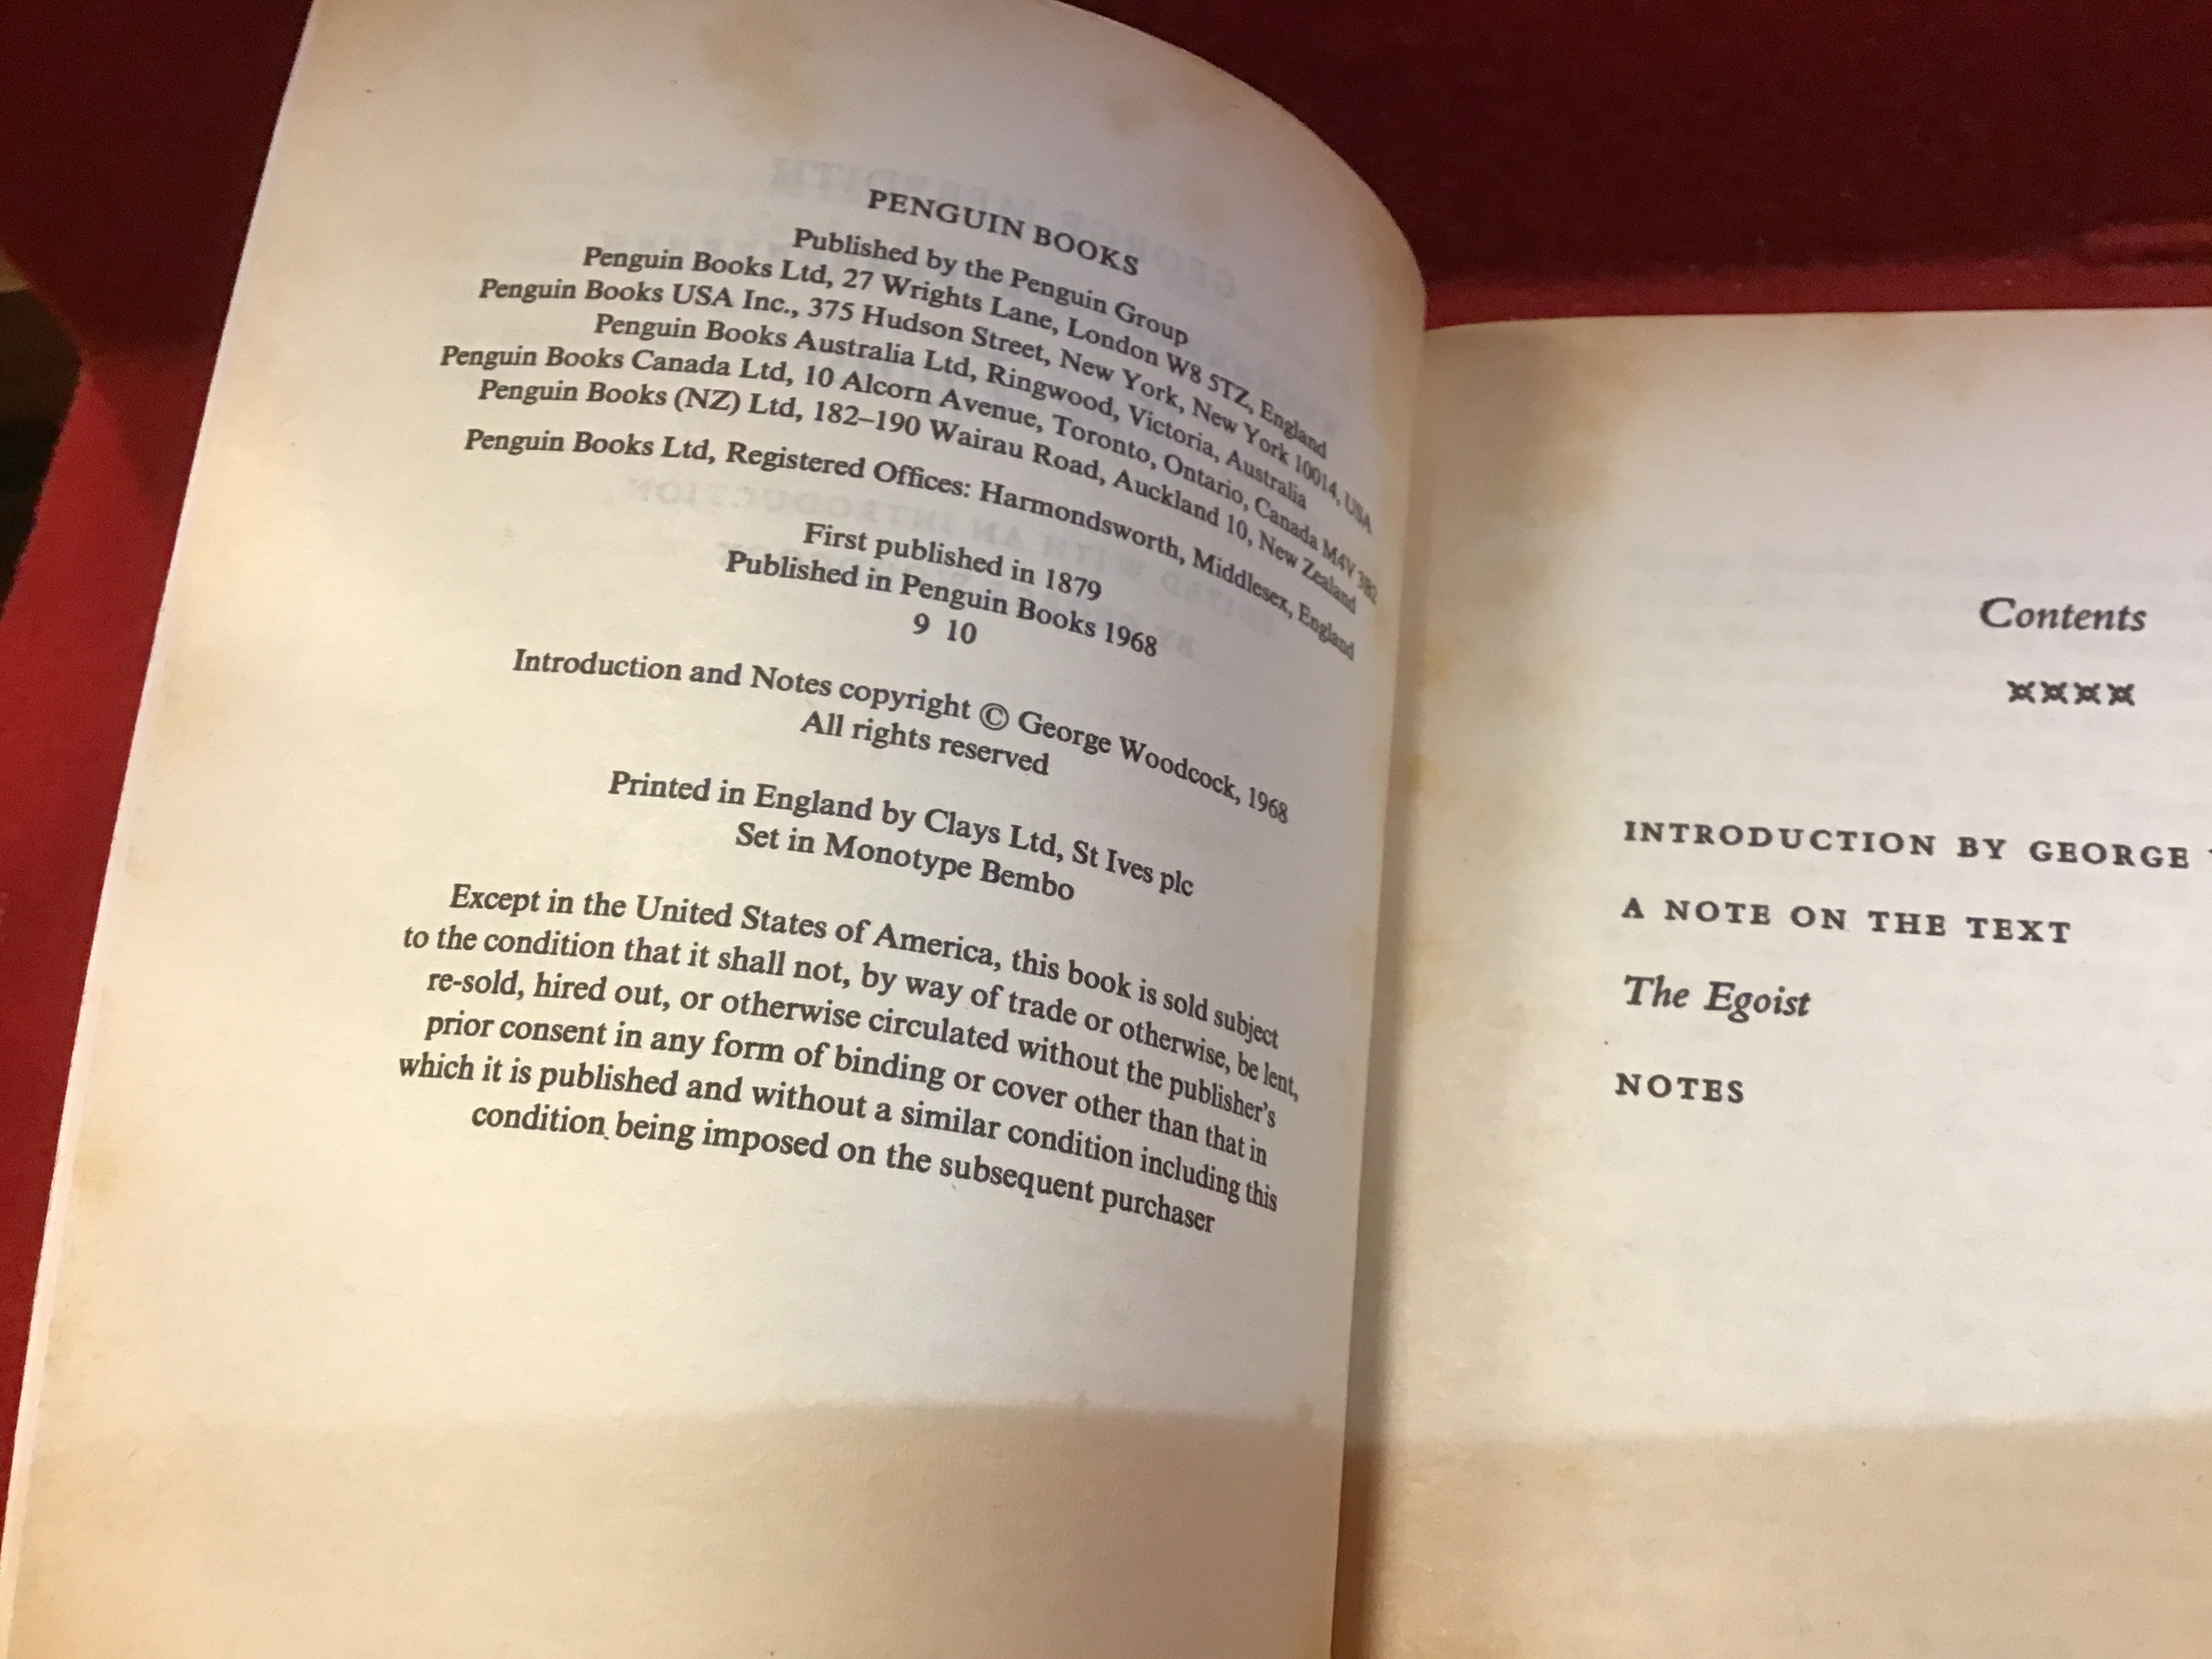 PENGUIN BOOKS
Published by the Penguin Group
Penguin Books Ltd, 27 Wrights Lane, London W8 5TZ, England
Penguin Books USA Inc., 375 Hudson Street, New York, New York 10014, USA
Penguin Books Australia Ltd, Ringwood, Victoria, Australia
Penguin Books Canada Ltd, 10 Alcorn Avenue, Toronto, Ontario, Canada M4V 3B2
Penguin Books (NZ) Ltd, 182–190 Wairau Road, Auckland 10, New Zealand
Penguin Books Ltd, Registered Offices: Harmondsworth, Middlesex, England
First published in 1879
Published in Penguin Books 1968
9 10
Introduction and Notes copyright © George Woodcock, 1968
All rights reserved
Printed in England by Clays Ltd, St Ives plc
Set in Monotype Bembo
Except in the United States of America, this book is sold subject
to the condition that it shall not, by way of trade or otherwise, be lent,
re-sold, hired out, or otherwise circulated without the publisher's
prior consent in any form of binding or cover other than that in
which it is published and without a similar condition including this
condition being imposed on the subsequent purchaser
Contents
INTRODUCTION BY GEORGE
A NOTE ON THE TEXT
The Egoist
NOTES